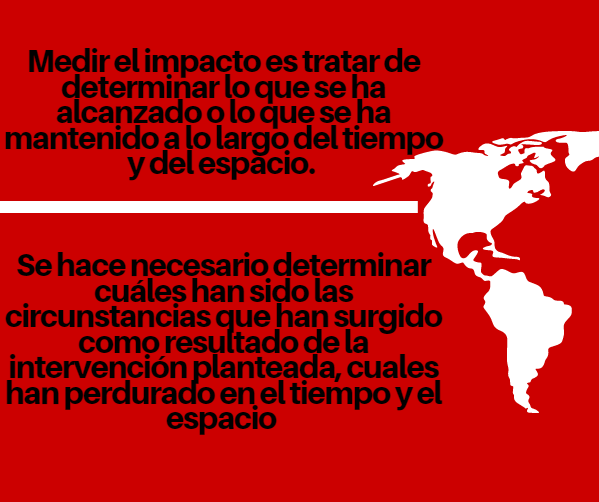 Medir el impacto es tratar de
determinar lo que se ha
alcanzado o lo que se ha
mantenido a lo largo del tiempo
y del espacio.
Se hace necesario determinar
cuáles han sido las
circunstancias que han surgido
como resultado de la
intervención planteada, cuales
han perdurado en el tiempo y el
espacio